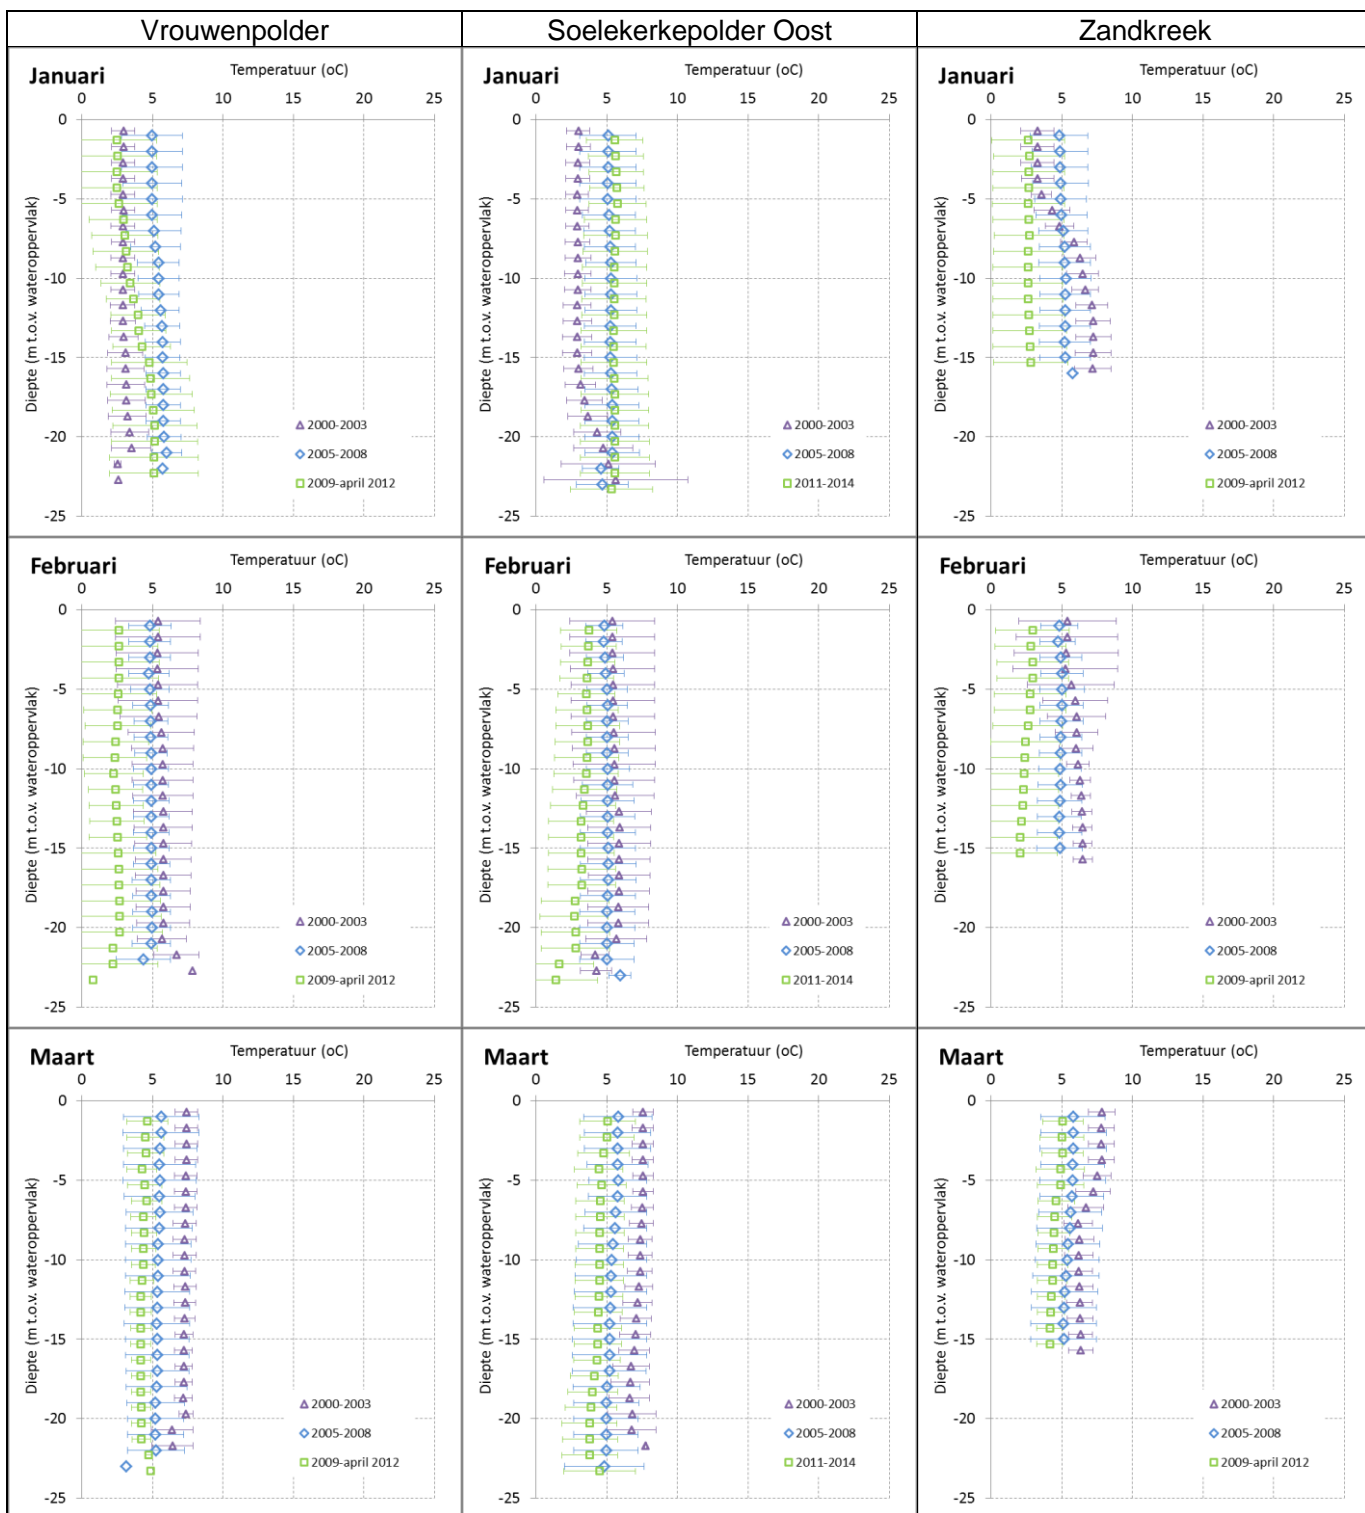 Vrouwenpolder
Soelekerkepolder Oost
Zandkreek
Januari
Temperatuur (oC)
0 5 10 15 20 25
0
-5
-10
-15
-20
-25
Diepte (m t.o.v. wateroppervlak)
2000-2003
2005-2008
2009-april 2012
Januari
Temperatuur (oC)
0 5 10 15 20 25
0
-5
-10
-15
-20
-25
Diepte (m t.o.v. wateroppervlak)
2000-2003
2005-2008
2011-2014
Januari
Temperatuur (oC)
0 5 10 15 20 25
0
-5
-10
-15
-20
-25
Diepte (m t.o.v. wateroppervlak)
2000-2003
2005-2008
2009-april 2012
Februari
Temperatuur (oC)
0 5 10 15 20 25
0
-5
-10
-15
-20
-25
Diepte (m t.o.v. wateroppervlak)
2000-2003
2005-2008
2009-april 2012
Februari
Temperatuur (oC)
0 5 10 15 20 25
0
-5
-10
-15
-20
-25
Diepte (m t.o.v. wateroppervlak)
2000-2003
2005-2008
2011-2014
Februari
Temperatuur (oC)
0 5 10 15 20 25
0
-5
-10
-15
-20
-25
Diepte (m t.o.v. wateroppervlak)
2000-2003
2005-2008
2009-april 2012
Maart
Temperatuur (oC)
0 5 10 15 20 25
0
-5
-10
-15
-20
-25
Diepte (m t.o.v. wateroppervlak)
2000-2003
2005-2008
2009-april 2012
Maart
Temperatuur (oC)
0 5 10 15 20 25
0
-5
-10
-15
-20
-25
Diepte (m t.o.v. wateroppervlak)
2000-2003
2005-2008
2011-2014
Maart
Temperatuur (oC)
0 5 10 15 20 25
0
-5
-10
-15
-20
-25
Diepte (m t.o.v. wateroppervlak)
2000-2003
2005-2008
2009-april 2012